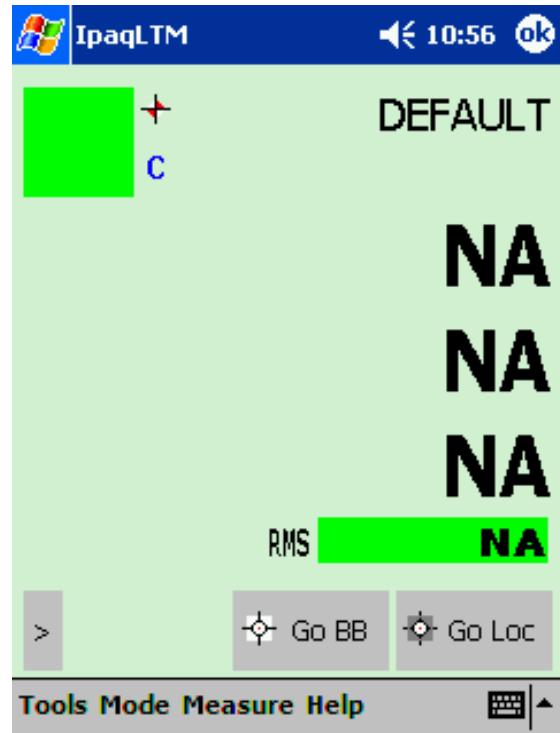 IpaqLTM 10:56 ok
DEFAULT
C
NA
NA
NA
RMS NA
> Go BB Go Loc
Tools Mode Measure Help